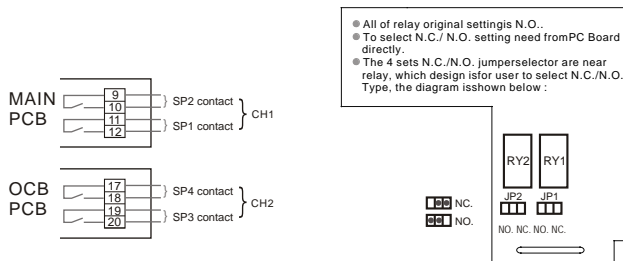 All of relay original settingis N.O..
To select N.C./ N.O. setting need fromPC Board
directly.
The 4 sets N.C./N.O. jumperselector are near
relay, which design isfor user to select N.C./N.O.
Type, the diagram isshown below :
MAIN
PCB
9
10
11
12
SP2 contact
SP1 contact
CH1
OCB
PCB
17
18
19
20
SP4 contact
SP3 contact
CH2
NC.
NO.
RY2 RY1
JP2 JP1
NO. NC. NO. NC.